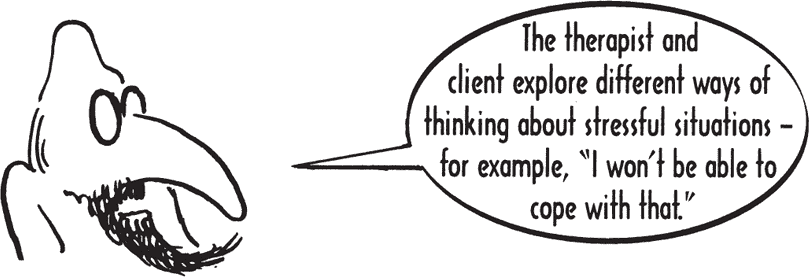 The therapist and
client explore different ways of
thinking about stressful situations –
for example, “I won’t be able to
cope with that.”